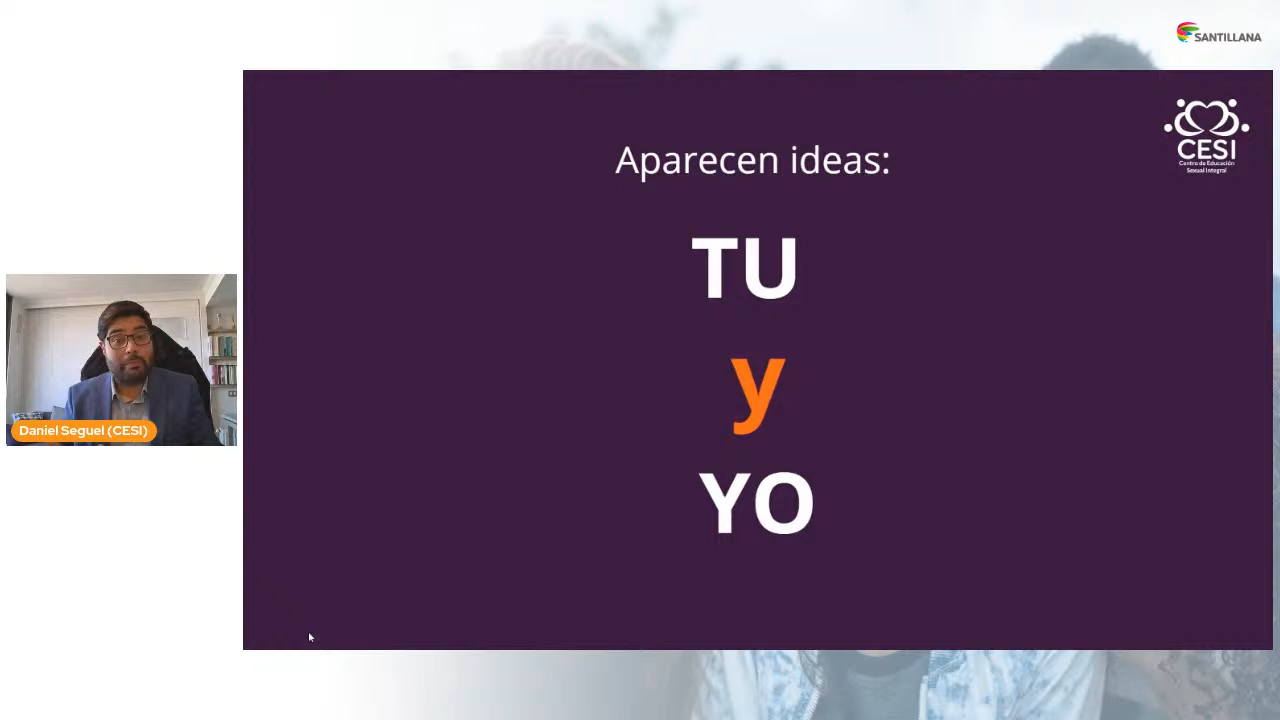 SANTILLANA
CESI
Centro de Educación
Sexual Integral
Aparecen ideas:
TU
y
YO
Daniel Seguel (CESI)